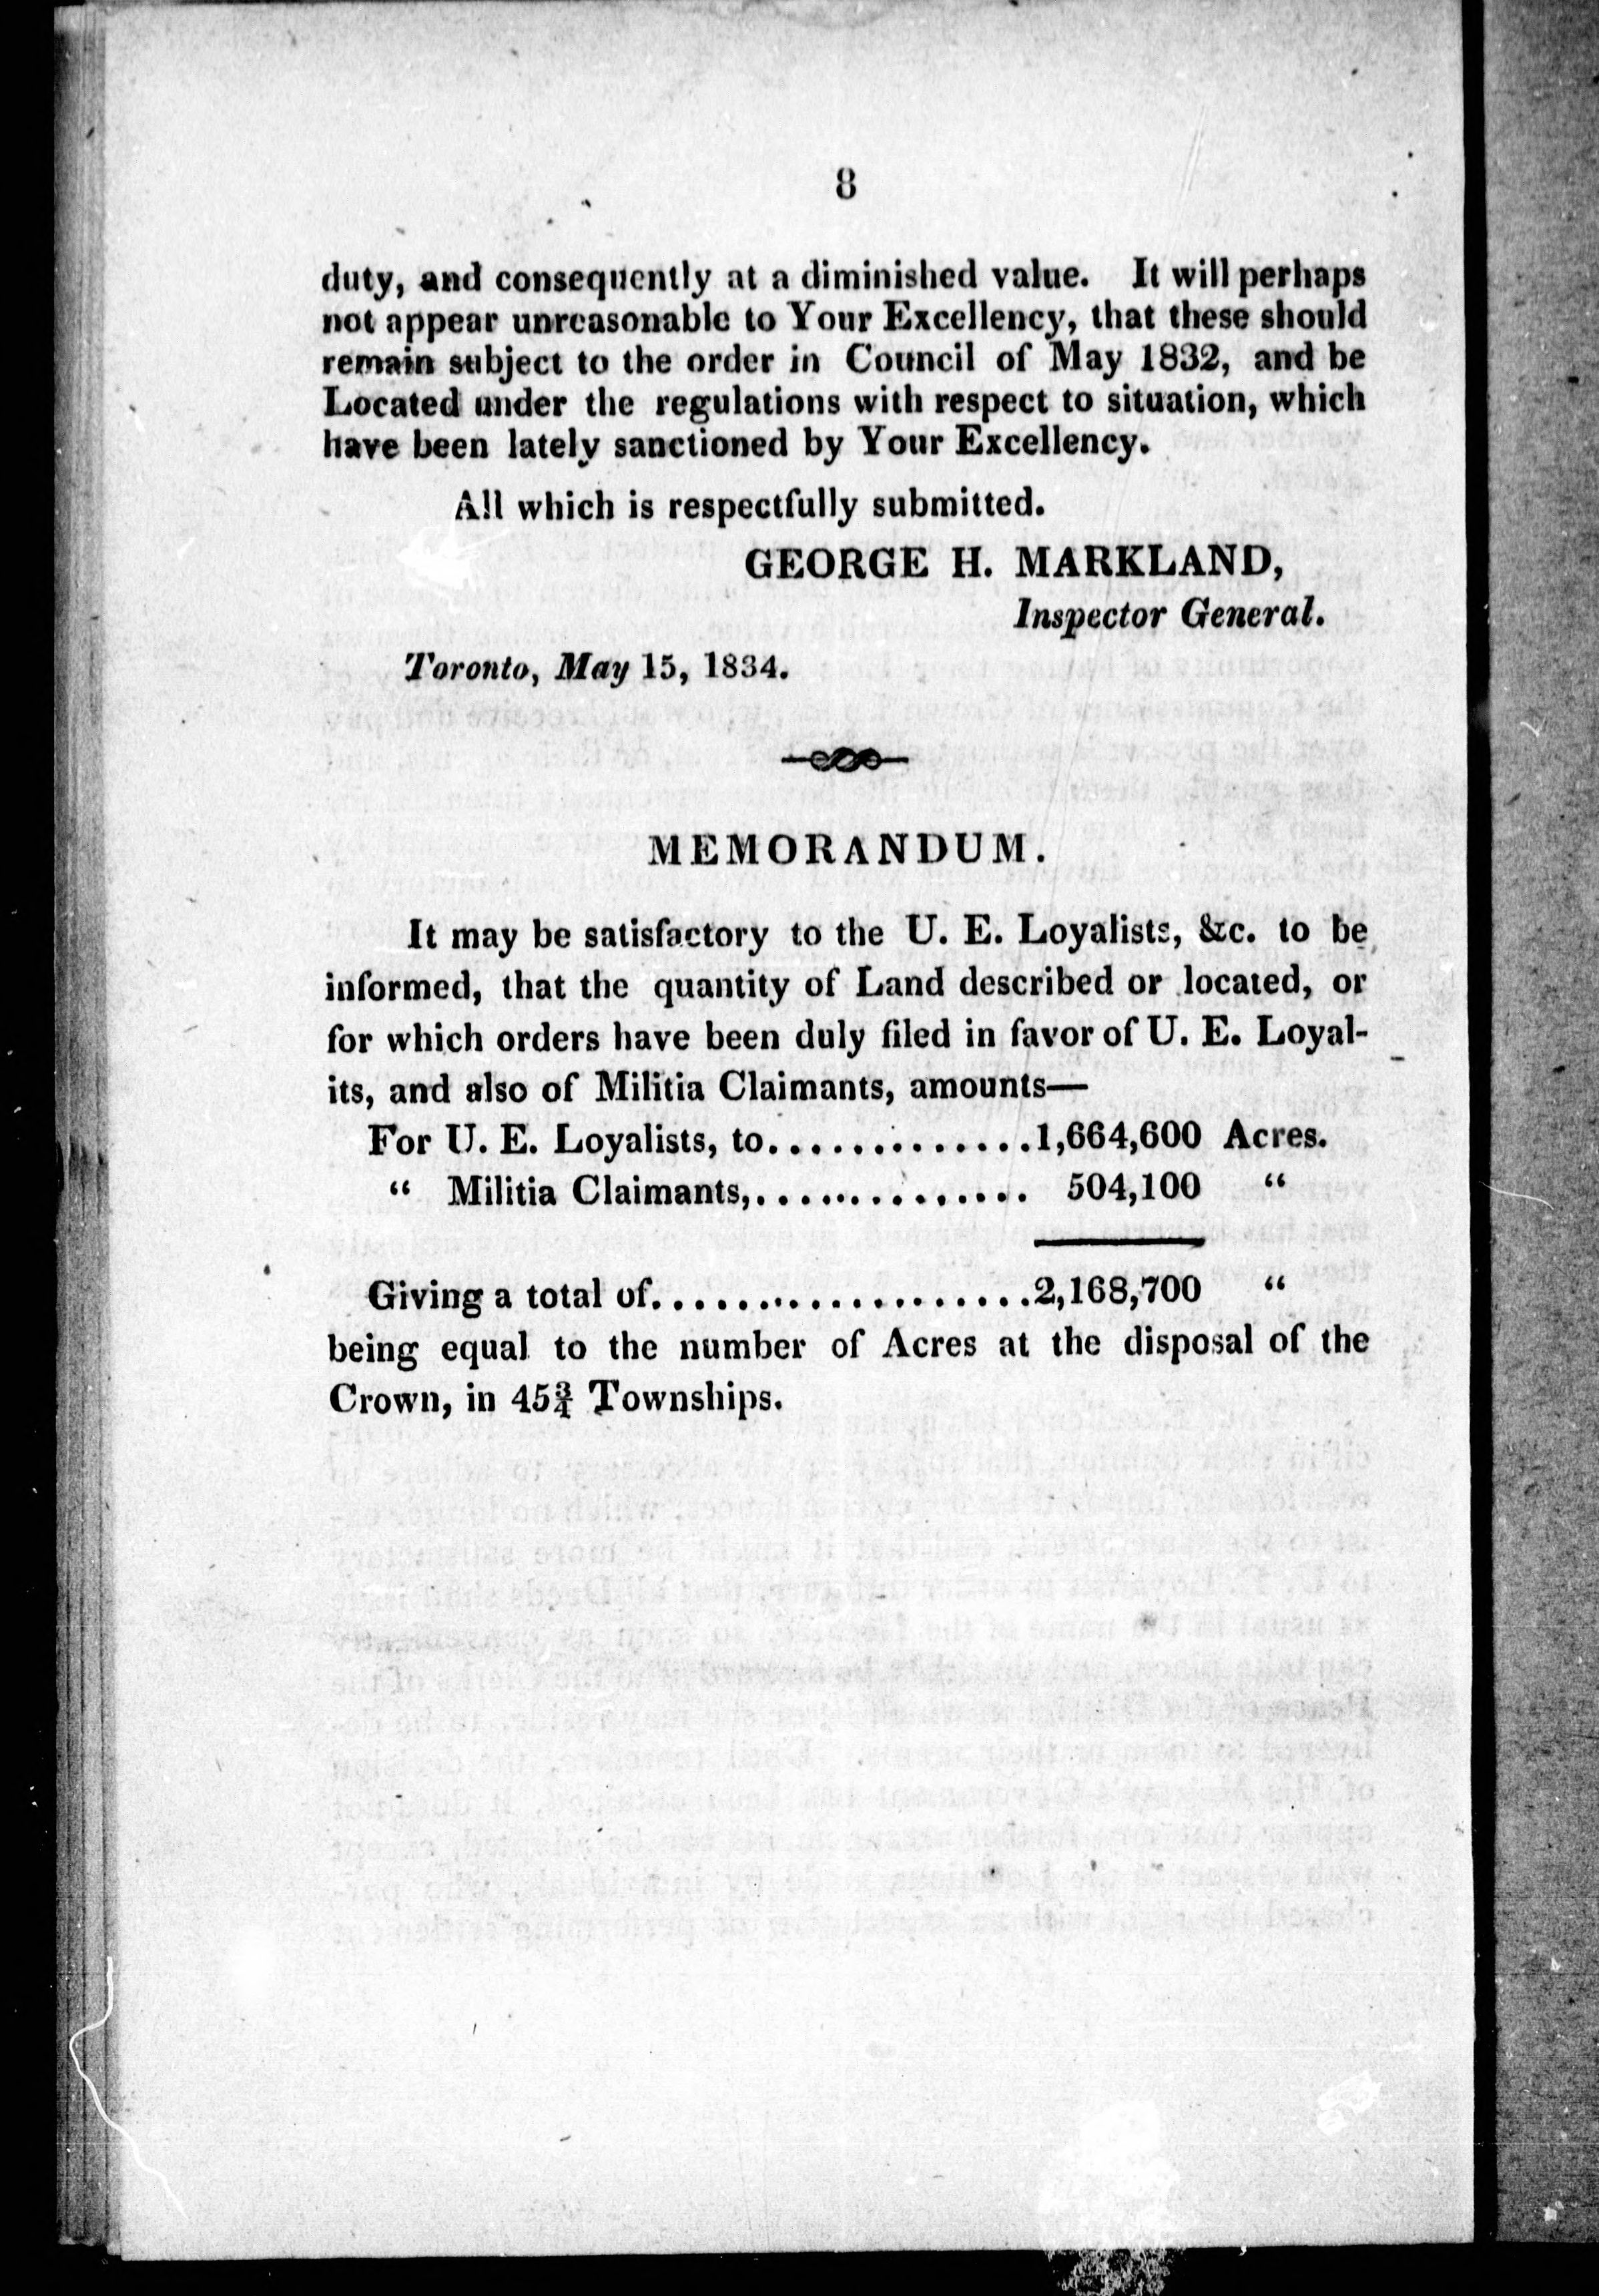 8
duty, and consequently at a diminished value. It will perhaps
not appear unreasonable to Your Excellency, that these should
remain subject to the order in Council of May 1832, and be
Located under the regulations with respect to situation, which
have been lately sanctioned by Your Excellency.
All which is respectfully submitted.
GEORGE H. MARKLAND,
Inspector General.
Toronto, May 15, 1834.
MEMORANDUM.
It may be satisfactory to the U. E. Loyalists, &c. to be
informed, that the quantity of Land described or located, or
for which orders have been duly filed in favor of U. E. Loyal-
its, and also of Militia Claimants, amounts—
For U. E. Loyalists, to..............1,664,600 Acres.
“ Militia Claimants,.............. 504,100 “
Giving a total of....................2,168,700 “
being equal to the number of Acres at the disposal of the
Crown, in 45¾ Townships.